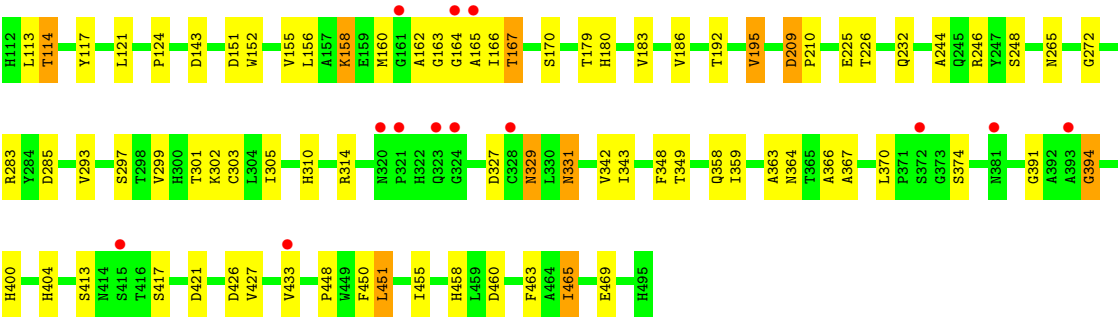 H112 L113 T114 Y117 L121 P124 D143 D151 W152 V155 L156 A157 K158 E159 M160 G161 A162 G163 G164 A165 I166 T167 S170 T179 H180 V183 V186 T192 V195 D209 P210 E225 T226 Q232 A244 Q245 R246 Y247 S248 N265 G272
R283 Y284 D285 V293 S297 T298 V299 H300 T301 K302 C303 L304 I305 H310 R314 N320 P321 H322 Q323 G324 D327 C328 N329 L330 N331 V342 I343 F348 T349 Q358 I359 A363 N364 T365 A366 A367 L370 P371 S372 G373 S374 N381 G391 A392 A393 G394
H400 H404 S413 N414 S415 T416 S417 D421 D426 V427 V433 P448 W449 F450 L451 I455 H458 L459 D460 F463 A464 I465 E469 H495